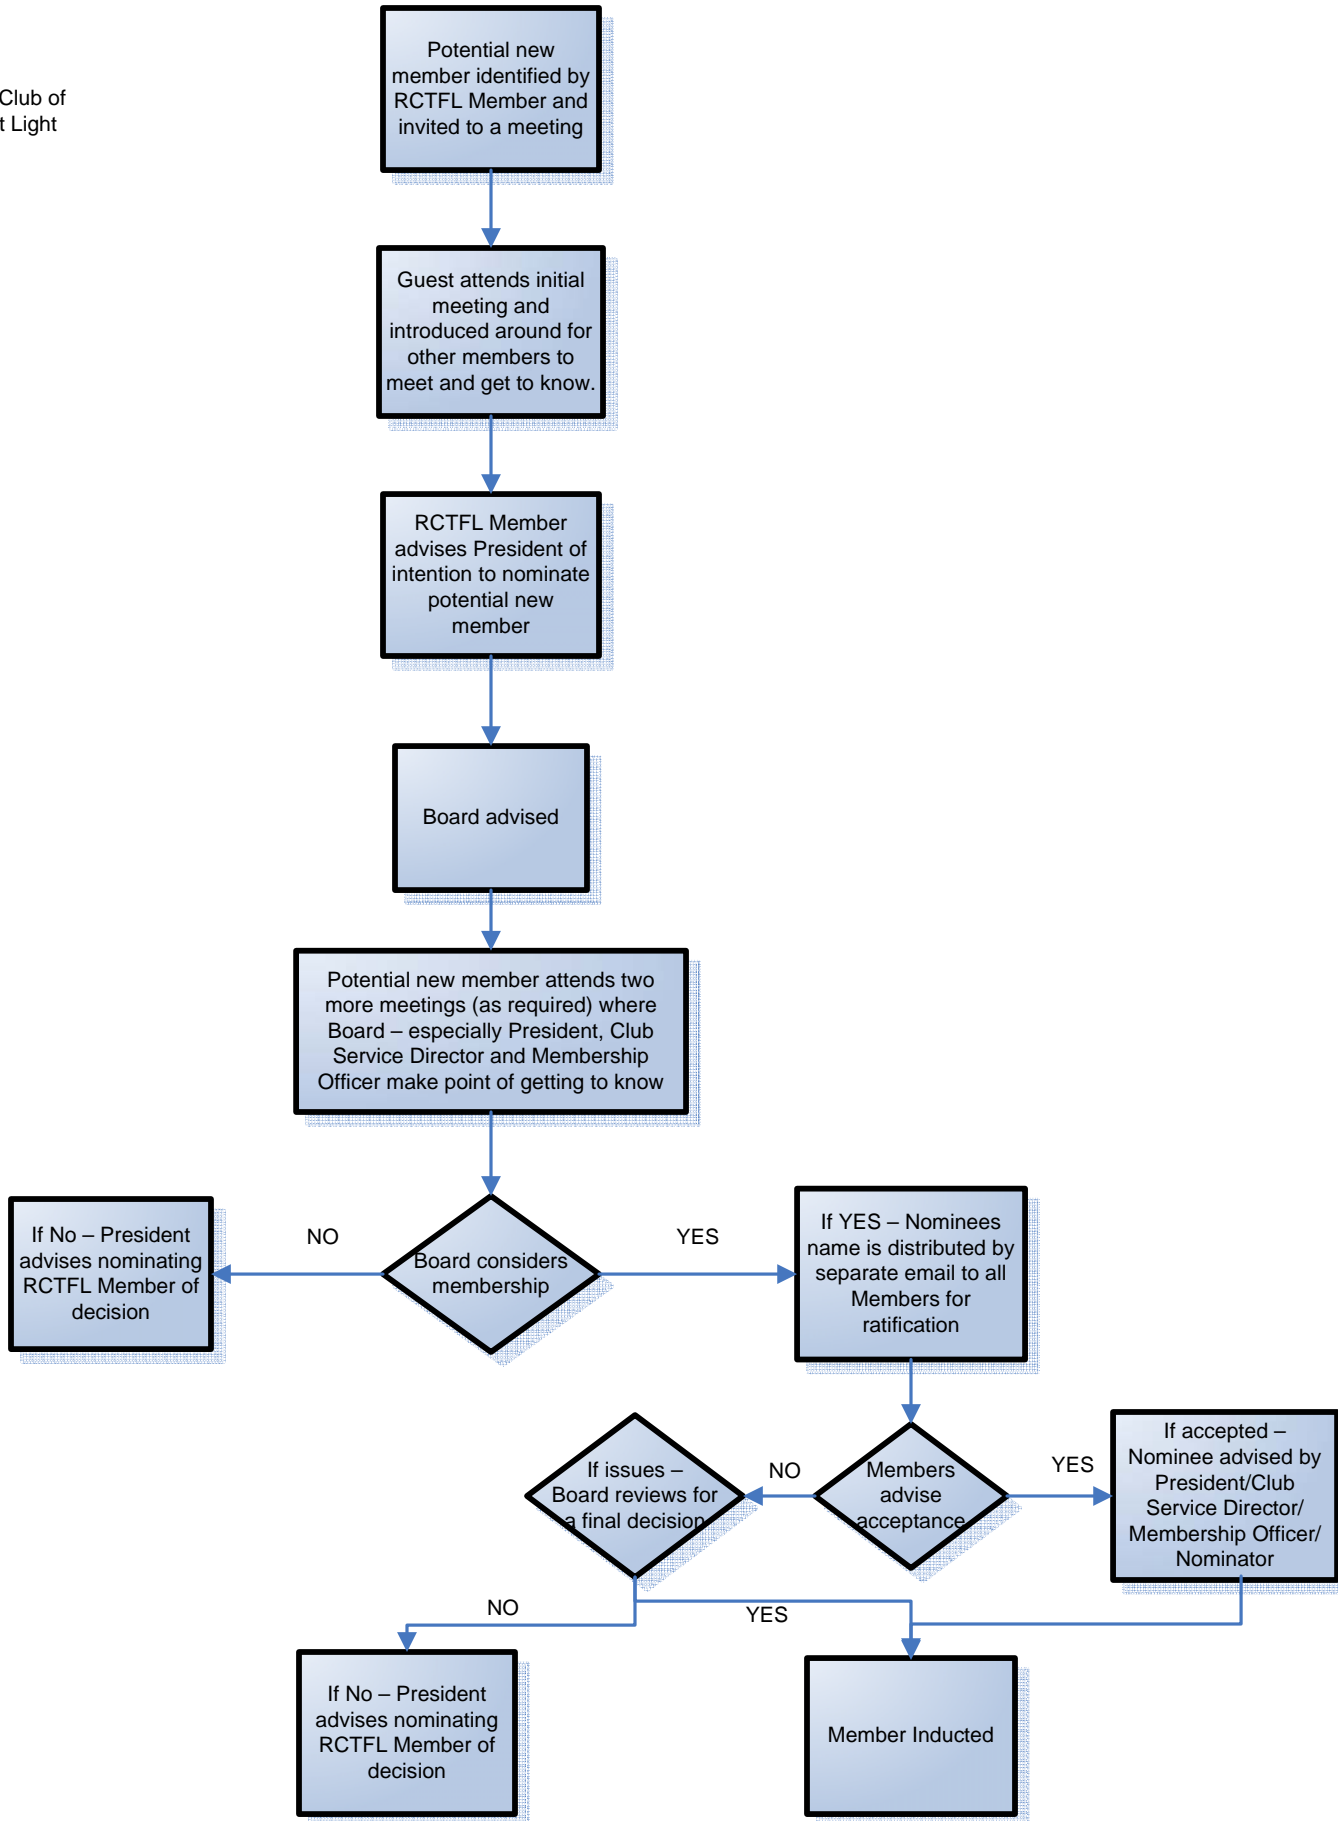 Club of
t Light
Potential new
member identified by
RCTFL Member and
invited to a meeting
Guest attends initial
meeting and
introduced around for
other members to
meet and get to know.
RCTFL Member
advises President of
intention to nominate
potential new
member
Board advised
Potential new member attends two
more meetings (as required) where
Board – especially President, Club
Service Director and Membership
Officer make point of getting to know
If No – President
advises nominating
RCTFL Member of
decision
NO
Board considers
membership
YES
If YES – Nominees
name is distributed by
separate email to all
Members for
ratification
If issues –
Board reviews for
a final decision
NO
Members
advise
acceptance
YES
If accepted –
Nominee advised by
President/Club
Service Director/
Membership Officer/
Nominator
NO
YES
If No – President
advises nominating
RCTFL Member of
decision
Member Inducted